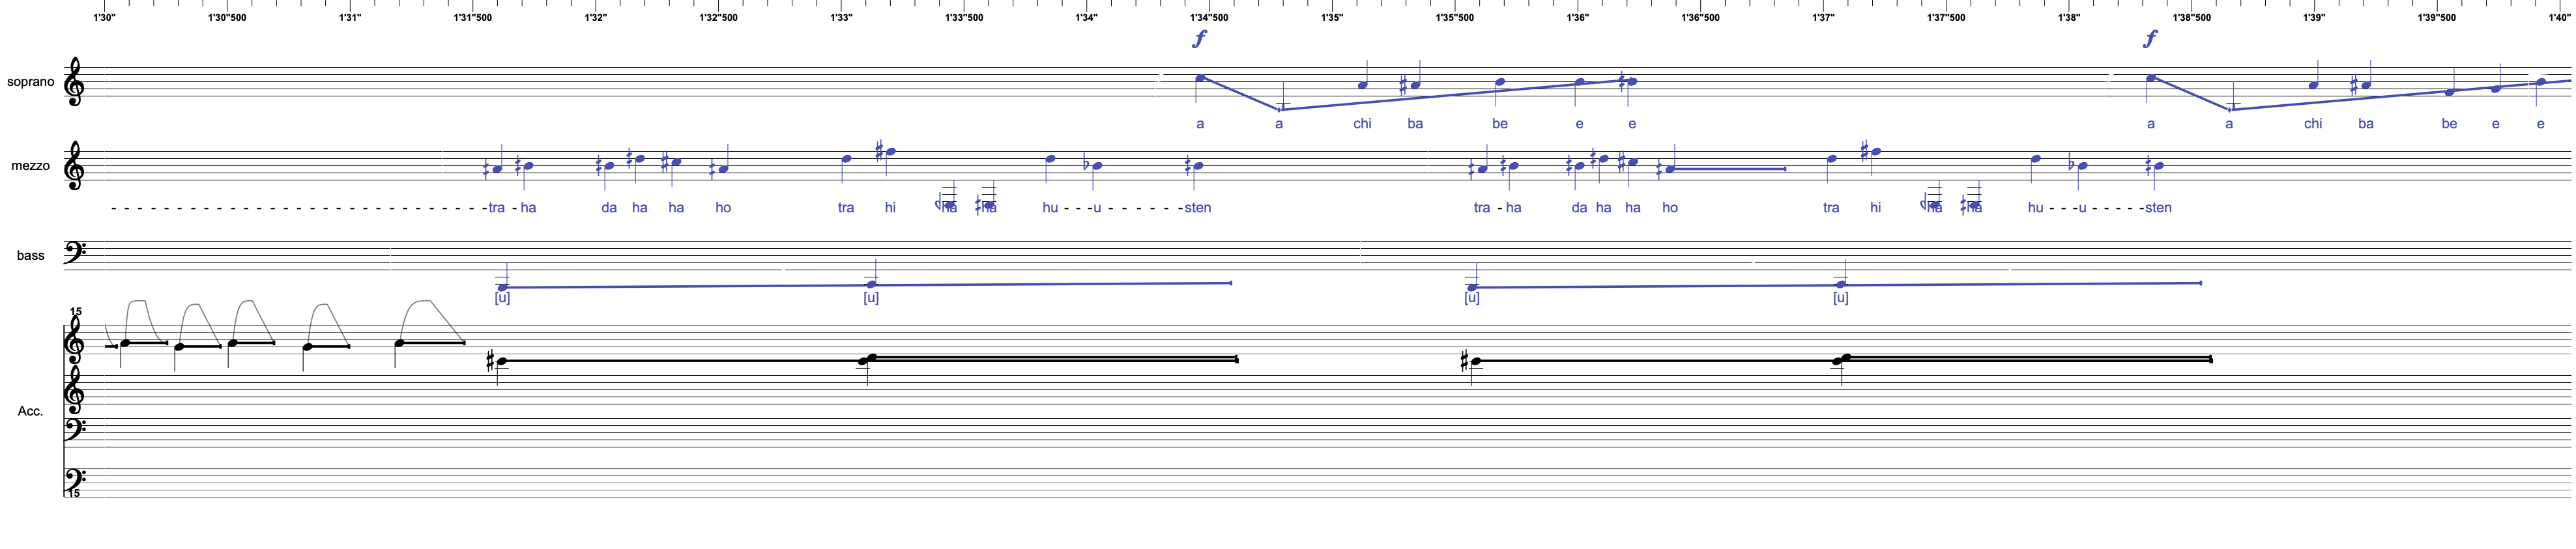 1'30" 1'30"500 1'31" 1'31"500 1'32" 1'32"500 1'33" 1'33"500 1'34" 1'34"500 1'35" 1'35"500 1'36" 1'36"500 1'37" 1'37"500 1'38" 1'38"500 1'39" 1'39"500 1'40"
f f
soprano
a a chi ba be e e a a chi ba be e e
mezzo
- - - - - - - - - - - - - - - - - - - - - - - - - - - -tra -ha da ha ha ho tra hi ha ha hu - - -u - - - - - -sten tra -ha da ha ha ho tra hi ha ha hu - - -u - - - - -sten
bass
[u] [u] [u] [u]
15
Acc.
15